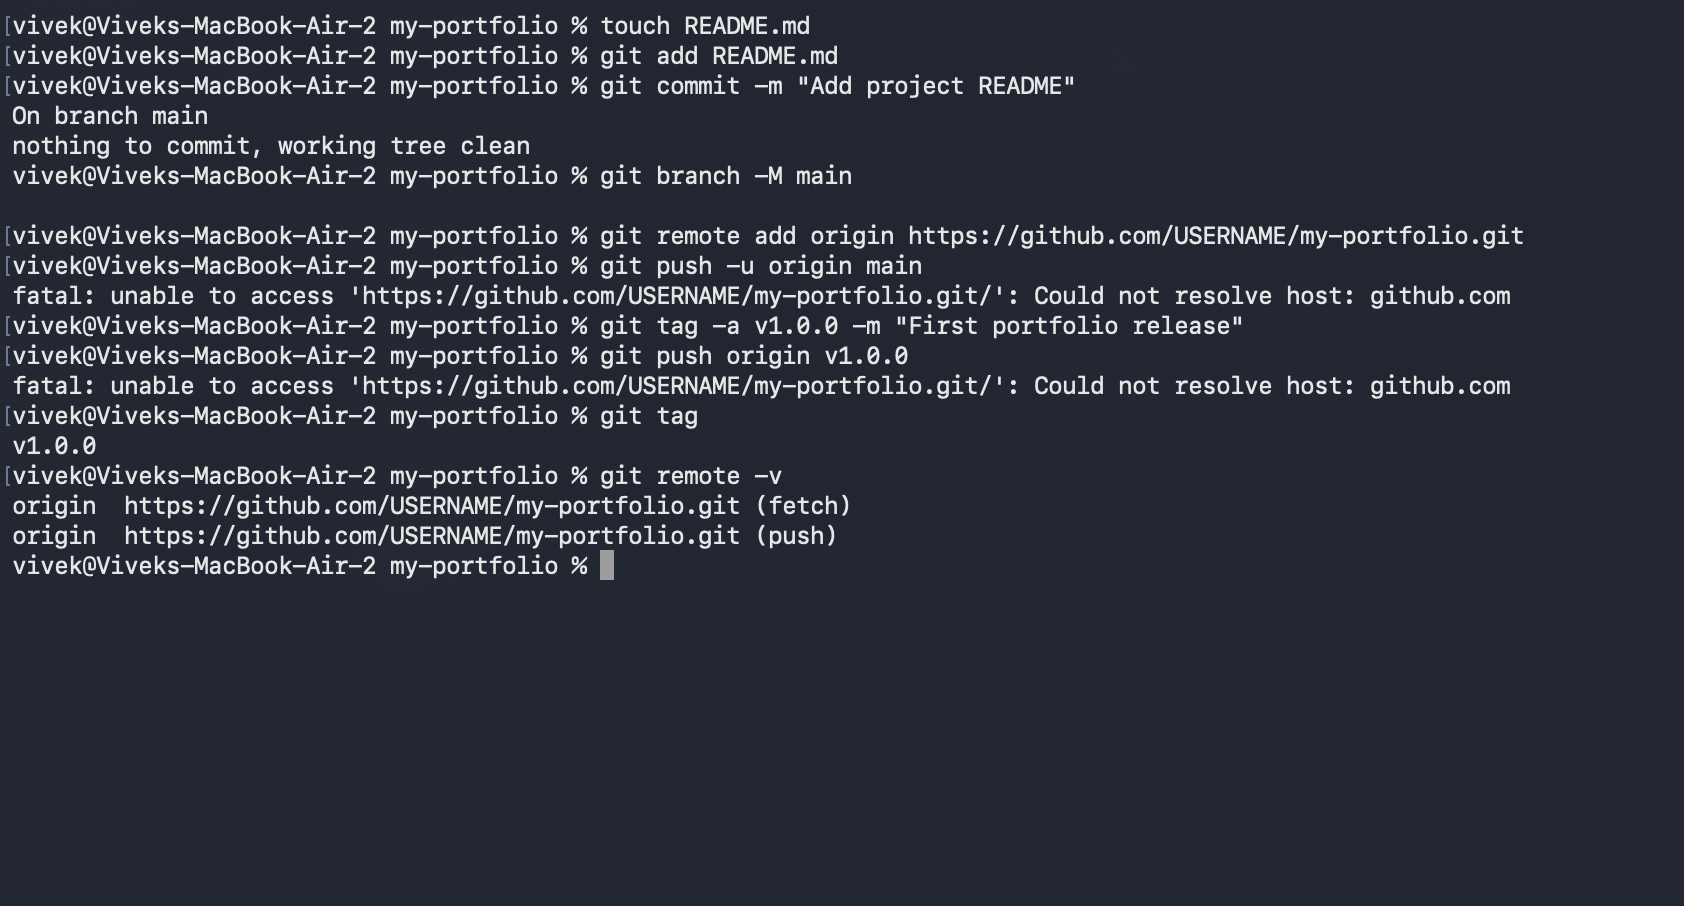 [vivek@Viveks-MacBook-Air-2 my-portfolio % touch README.md
[vivek@Viveks-MacBook-Air-2 my-portfolio % git add README.md
[vivek@Viveks-MacBook-Air-2 my-portfolio % git commit -m "Add project README"
On branch main
nothing to commit, working tree clean
vivek@Viveks-MacBook-Air-2 my-portfolio % git branch -M main
[vivek@Viveks-MacBook-Air-2 my-portfolio % git remote add origin https://github.com/USERNAME/my-portfolio.git
[vivek@Viveks-MacBook-Air-2 my-portfolio % git push -u origin main
fatal: unable to access 'https://github.com/USERNAME/my-portfolio.git/': Could not resolve host: github.com
[vivek@Viveks-MacBook-Air-2 my-portfolio % git tag -a v1.0.0 -m "First portfolio release"
[vivek@Viveks-MacBook-Air-2 my-portfolio % git push origin v1.0.0
fatal: unable to access 'https://github.com/USERNAME/my-portfolio.git/': Could not resolve host: github.com
[vivek@Viveks-MacBook-Air-2 my-portfolio % git tag
v1.0.0
[vivek@Viveks-MacBook-Air-2 my-portfolio % git remote -v
origin  https://github.com/USERNAME/my-portfolio.git (fetch)
origin  https://github.com/USERNAME/my-portfolio.git (push)
vivek@Viveks-MacBook-Air-2 my-portfolio %